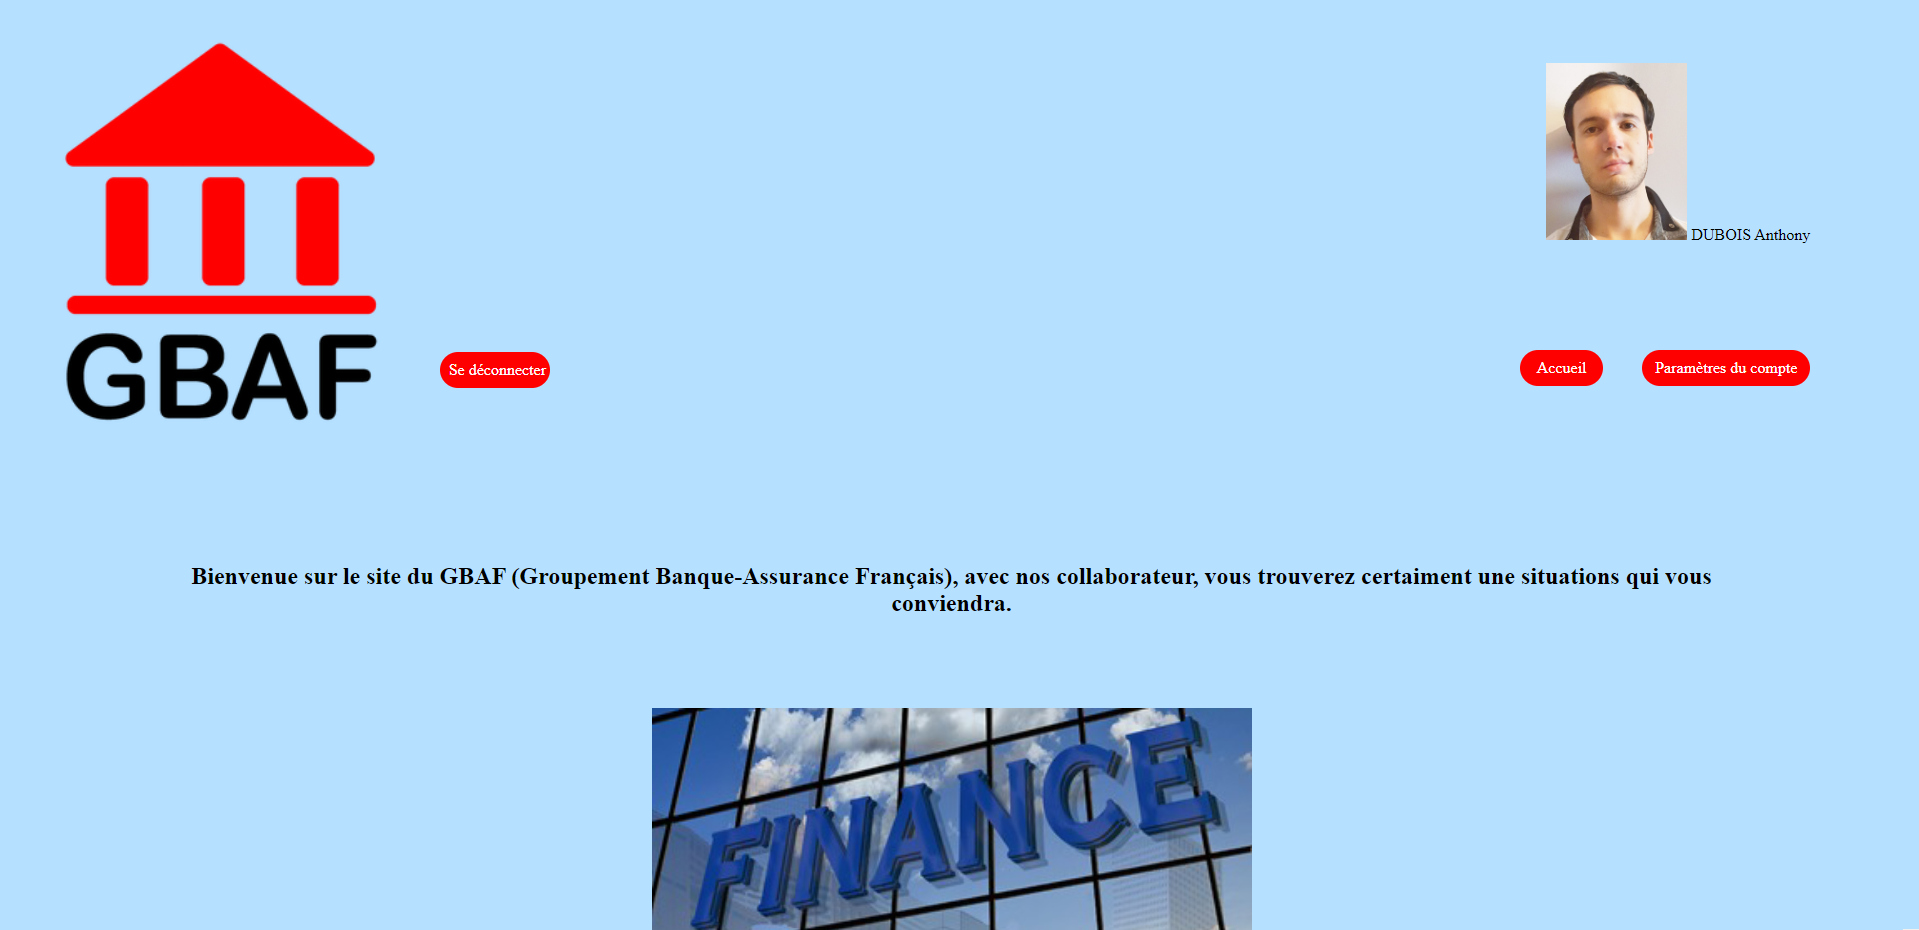 DUBOIS Anthony
GBAF
Se déconnecter
Accueil
Paramètres du compte
Bienvenue sur le site du GBAF (Groupement Banque-Assurance Français), avec nos collaborateur, vous trouverez certaiment une situations qui vous
conviendra.
FINANCE